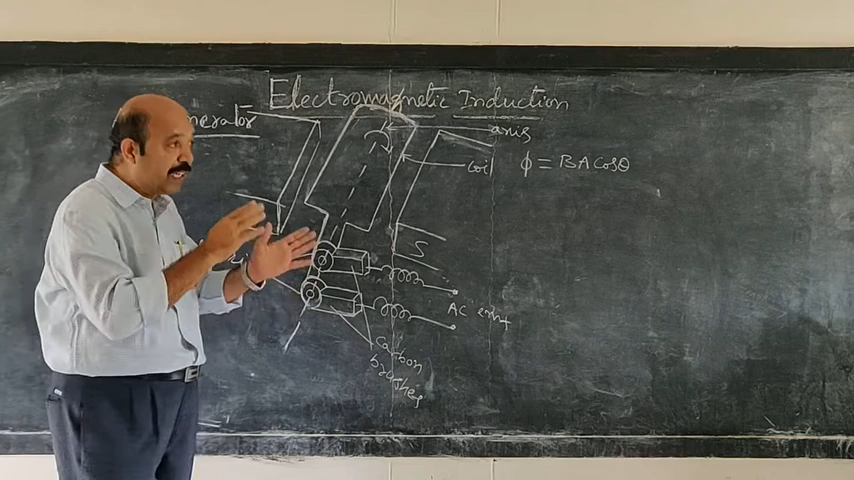 Electromagnetic Induction
nerator
axis
coil
ϕ = BA Cosθ
S
AC emf
Carbon
brushes